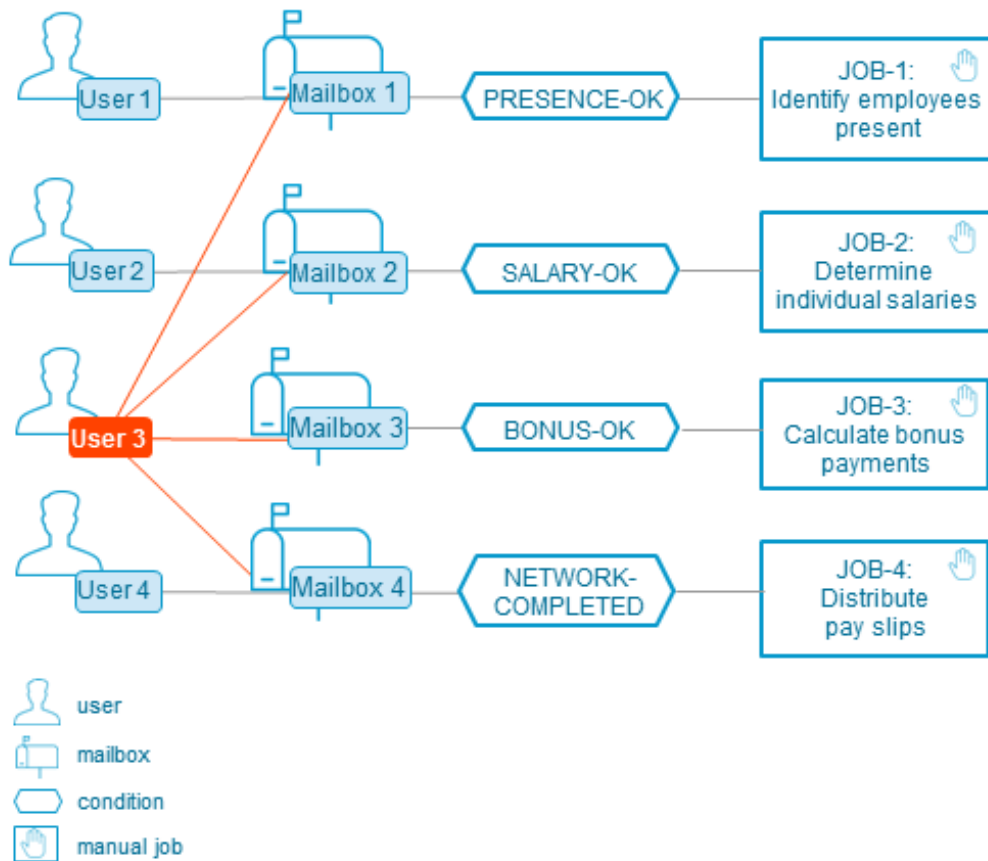 User 1
Mailbox 1
PRESENCE-OK
JOB-1:
Identify employees
present
User 2
Mailbox 2
SALARY-OK
JOB-2:
Determine
individual salaries
User 3
Mailbox 3
BONUS-OK
JOB-3:
Calculate bonus
payments
User 4
Mailbox 4
NETWORK-
COMPLETED
JOB-4:
Distribute
pay slips
user
mailbox
condition
manual job